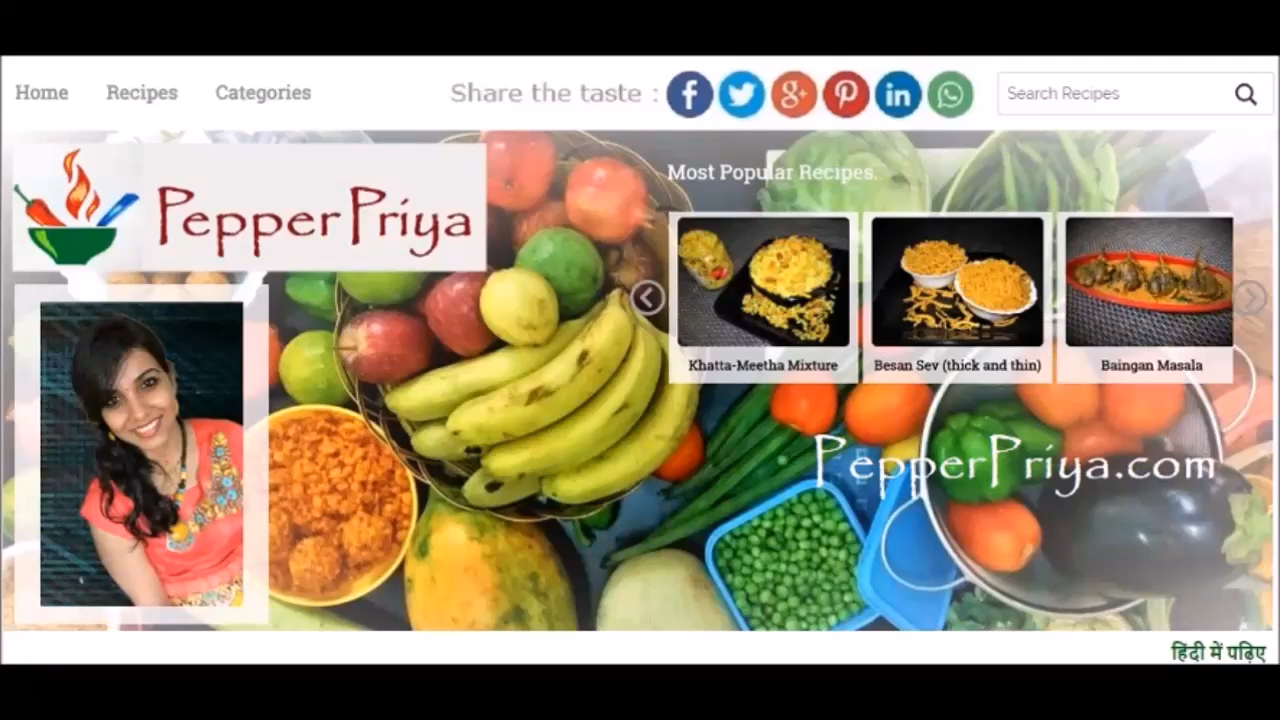 Home Recipes Categories Share the taste : Search Recipes
PepperPriya
Most Popular Recipes.
Khatta-Meetha Mixture Besan Sev (thick and thin) Baingan Masala
PepperPriya.com
हिंदी में पढ़िए